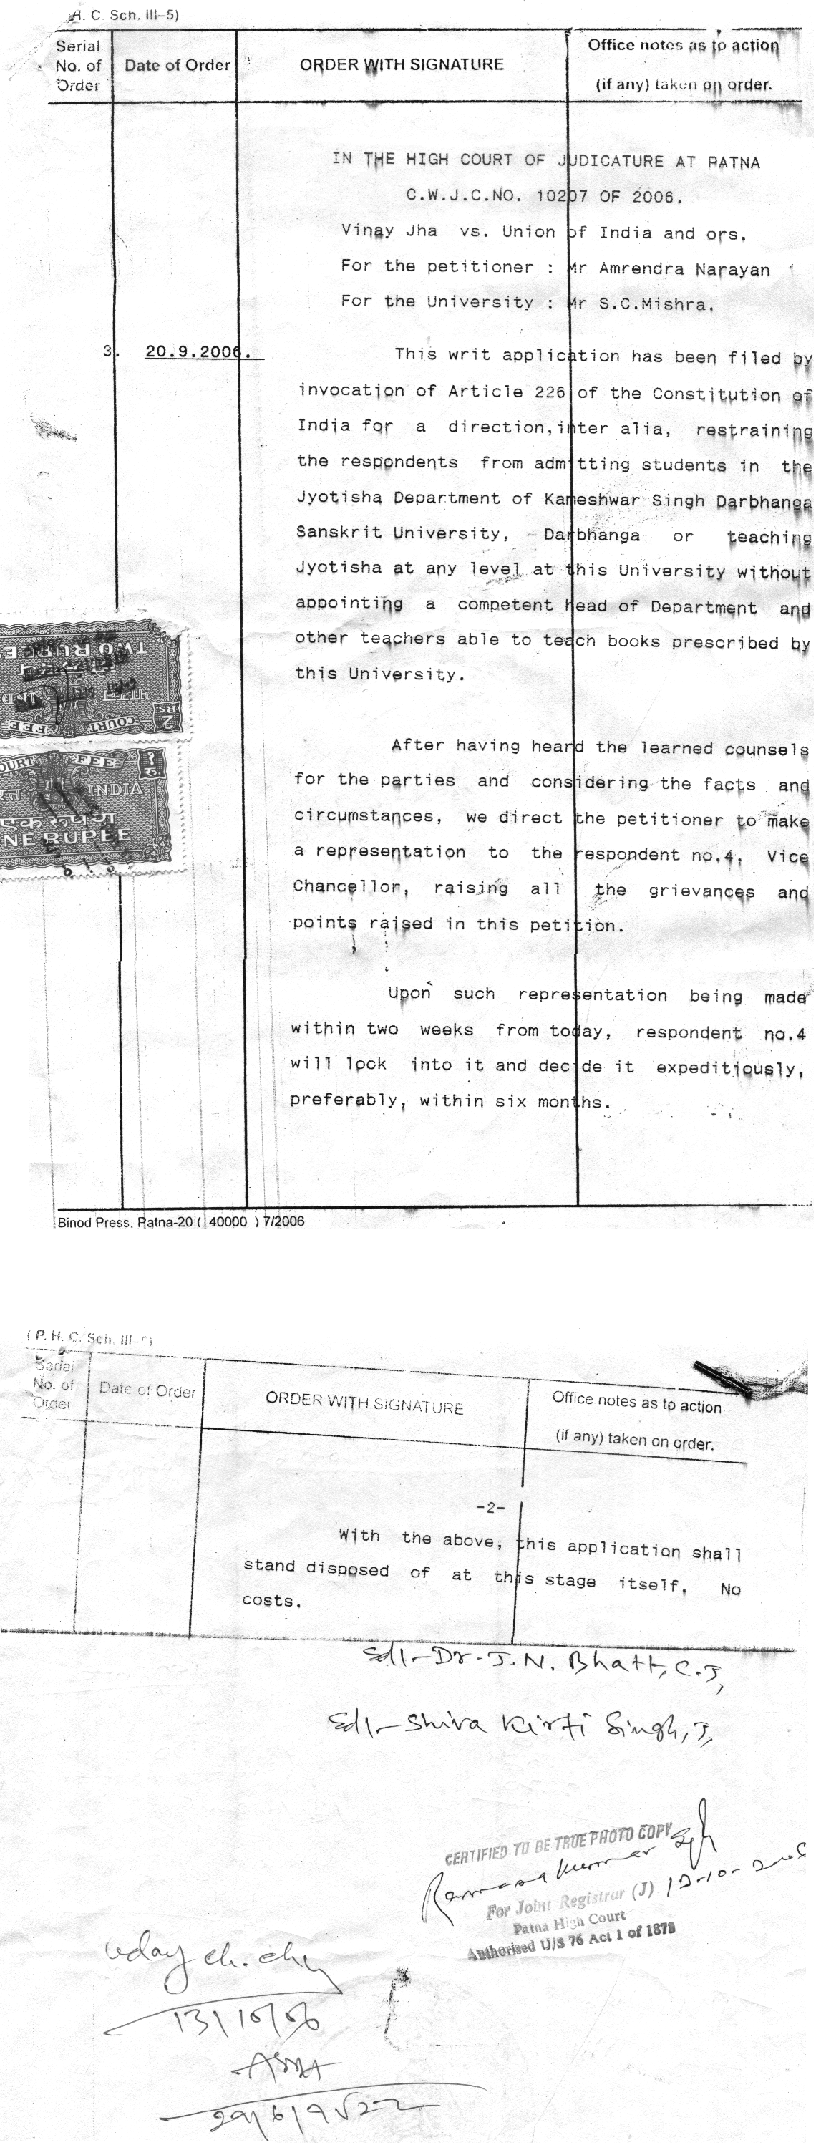 H. C. Sch. III–5)
Serial No. of Order
Date of Order
ORDER WITH SIGNATURE
Office notes as to action (if any) taken on order.
IN THE HIGH COURT OF JUDICATURE AT PATNA
C.W.J.C.NO. 10207 OF 2006.
Vinay Jha vs. Union of India and ors.
For the petitioner : Mr Amrendra Narayan
For the University : Mr S.C.Mishra.
3. 20.9.2006. This writ application has been filed by
invocation of Article 226 of the Constitution of
India for a direction,inter alia, restraining
the respondents from admitting students in the
Jyotisha Department of Kameshwar Singh Darbhanga
Sanskrit University, Darbhanga or teaching
Jyotisha at any level at this University without
appointing a competent Head of Department and
other teachers able to teach books prescribed by
this University.
TWO RUPEES
INDIA
COURT FEE
RS 2
COURT FEE
INDIA
एक रुपया
ONE RUPEE
After having heard the learned counsels
for the parties and considering the facts and
circumstances, we direct the petitioner to make
a representation to the respondent no.4, Vice
Chancellor, raising all the grievances and
points raised in this petition.
Upon such representation being made
within two weeks from today, respondent no.4
will look into it and decide it expeditiously,
preferably, within six months.
Binod Press, Patna-20 ( 40000 ) 7/2006
( P. H. C. Sch. III–5)
Serial No. of Order
Date of Order
ORDER WITH SIGNATURE
Office notes as to action (if any) taken on order.
-2-
With the above, this application shall
stand disposed of at this stage itself. No
costs.
Sd/- Dr. J. N. Bhatt, C.J,
Sd/- Shiva Kirti Singh, J,
CERTIFIED TO BE TRUE PHOTO COPY
For Joint Registrar (J)
Patna High Court
Authorised U/S 76 Act 1 of 1872
Uday ch.
13/10/06